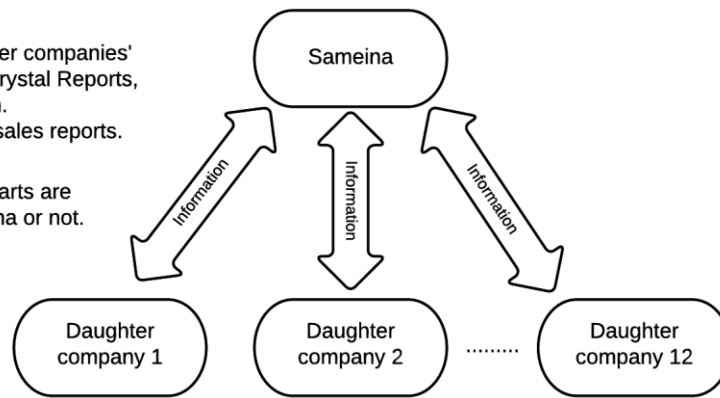 er companies'
rystal Reports,
sales reports.
arts are
na or not.
Sameina
Information
Information
Information
Daughter
company 1
Daughter
company 2
.........
Daughter
company 12